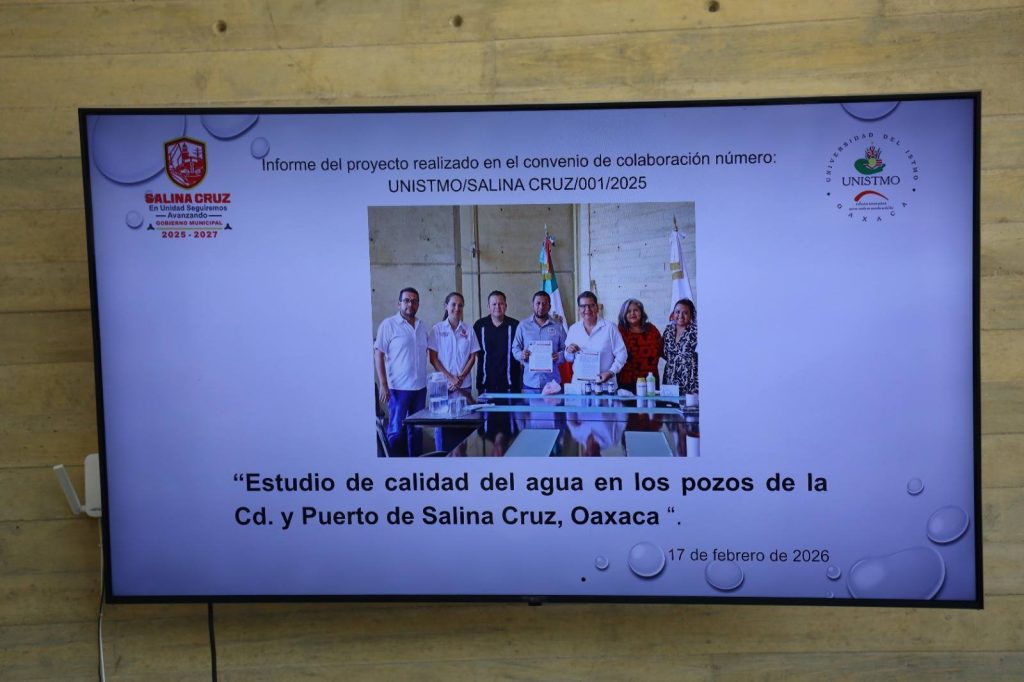 Informe del proyecto realizado en el convenio de colaboración número:
UNISTMO/SALINA CRUZ/001/2025
SALINA CRUZ
En Unidad Seguiremos
Avanzando
GOBIERNO MUNICIPAL
2025 - 2027
UNIVERSIDAD DEL ISTMO
UNISTMO
OAXACA
“Estudio de calidad del agua en los pozos de la
Cd. y Puerto de Salina Cruz, Oaxaca “.
17 de febrero de 2026